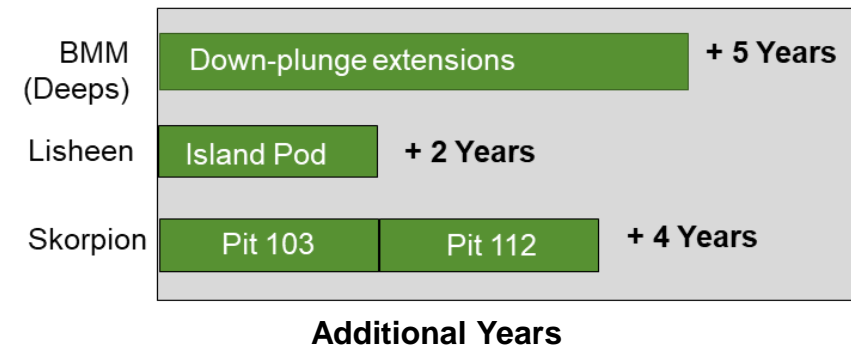 BMM
(Deeps)
Down-plunge extensions
+ 5 Years
Lisheen
Island Pod
+ 2 Years
Skorpion
Pit 103
Pit 112
+ 4 Years
Additional Years